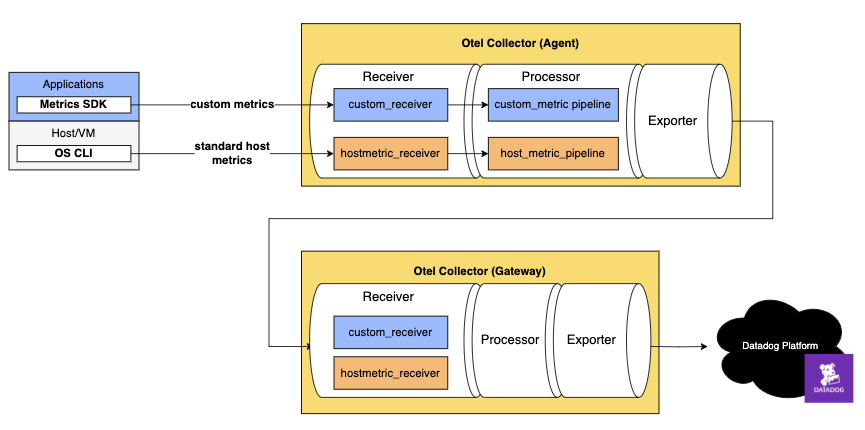 Otel Collector (Agent)
Applications
Metrics SDK
Host/VM
OS CLI
custom metrics
standard host
metrics
Receiver
custom_receiver
hostmetric_receiver
Processor
custom_metric pipeline
host_metric_pipeline
Exporter
Otel Collector (Gateway)
Receiver
custom_receiver
hostmetric_receiver
Processor
Exporter
Datadog Platform
DATADOG